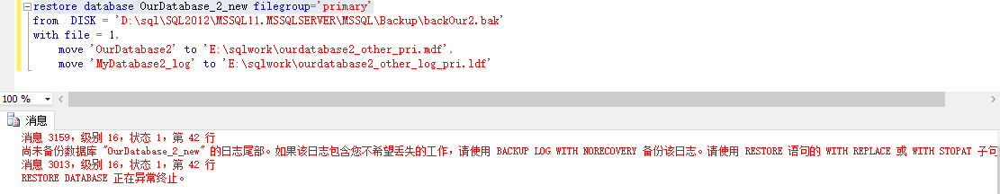 restore database OurDatabase_2_new filegroup='primary'
from  DISK = 'D:\sql\SQL2012\MSSQL11.MSSQLSERVER\MSSQL\Backup\backOur2.bak'
with file = 1,
move 'OurDatabase2' to 'E:\sqlwork\ourdatabase2_other_pri.mdf',
move 'MyDatabase2_log' to 'E:\sqlwork\ourdatabase2_other_log_pri.ldf'
100 %
消息
消息 3159，级别 16，状态 1，第 42 行
尚未备份数据库 "OurDatabase_2_new" 的日志尾部。如果该日志包含您不希望丢失的工作，请使用 BACKUP LOG WITH NORECOVERY 备份该日志。请使用 RESTORE 语句的 WITH REPLACE 或 WITH STOPAT 子句
消息 3013，级别 16，状态 1，第 42 行
RESTORE DATABASE 正在异常终止。